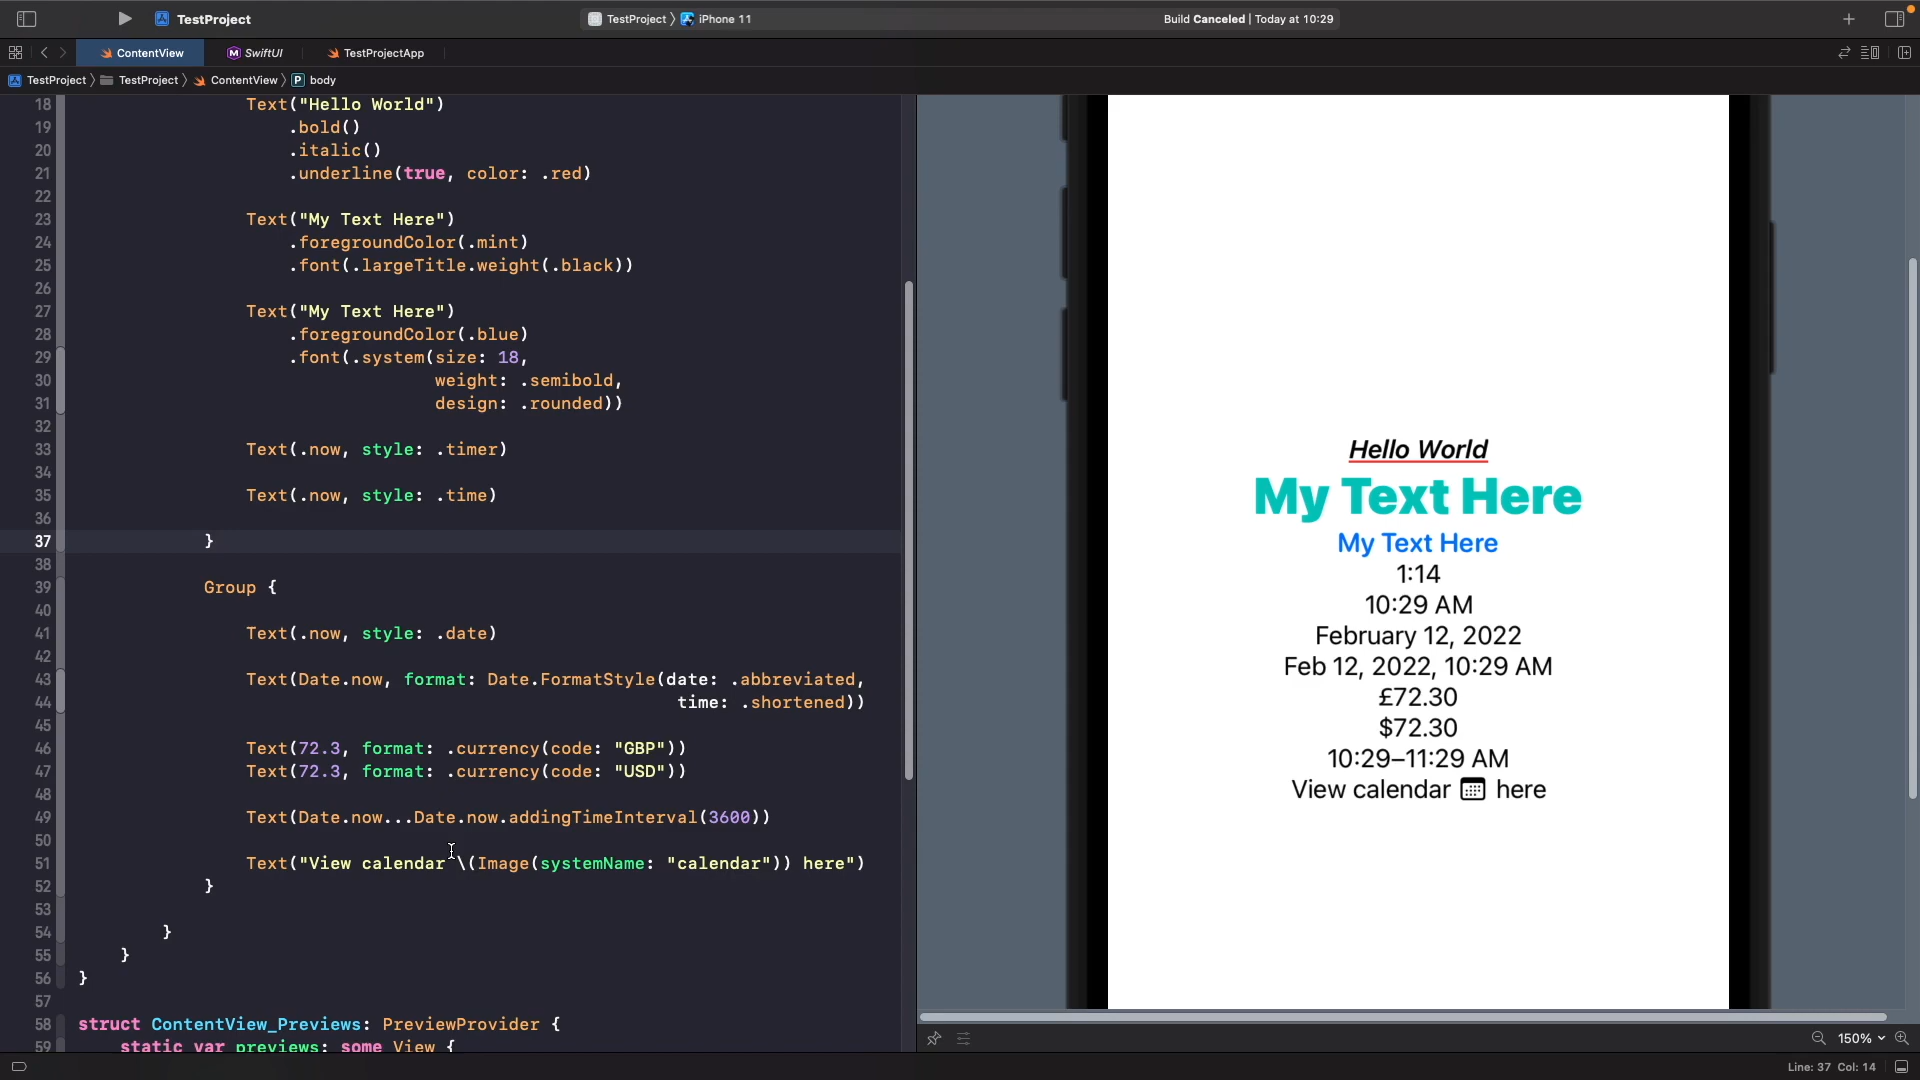 TestProject
TestProject 〉 iPhone 11
Build Canceled | Today at 10:29
ContentView
SwiftUI
TestProjectApp
TestProject 〉 TestProject 〉 ContentView 〉 P body
18 Text("Hello World")
19 .bold()
20 .italic()
21 .underline(true, color: .red)
22
23 Text("My Text Here")
24 .foregroundColor(.mint)
25 .font(.largeTitle.weight(.black))
26
27 Text("My Text Here")
28 .foregroundColor(.blue)
29 .font(.system(size: 18,
30 weight: .semibold,
31 design: .rounded))
32
33 Text(.now, style: .timer)
34
35 Text(.now, style: .time)
36
37 }
38
39 Group {
40
41 Text(.now, style: .date)
42
43 Text(Date.now, format: Date.FormatStyle(date: .abbreviated,
44 time: .shortened))
45
46 Text(72.3, format: .currency(code: "GBP"))
47 Text(72.3, format: .currency(code: "USD"))
48
49 Text(Date.now...Date.now.addingTimeInterval(3600))
50
51 Text("View calendar \(Image(systemName: "calendar")) here")
52 }
53
54 }
55 }
56 }
57
58 struct ContentView_Previews: PreviewProvider {
59 static var previews: some View {
Hello World
My Text Here
My Text Here
1:14
10:29 AM
February 12, 2022
Feb 12, 2022, 10:29 AM
£72.30
$72.30
10:29–11:29 AM
View calendar here
150%
Line: 37 Col: 14